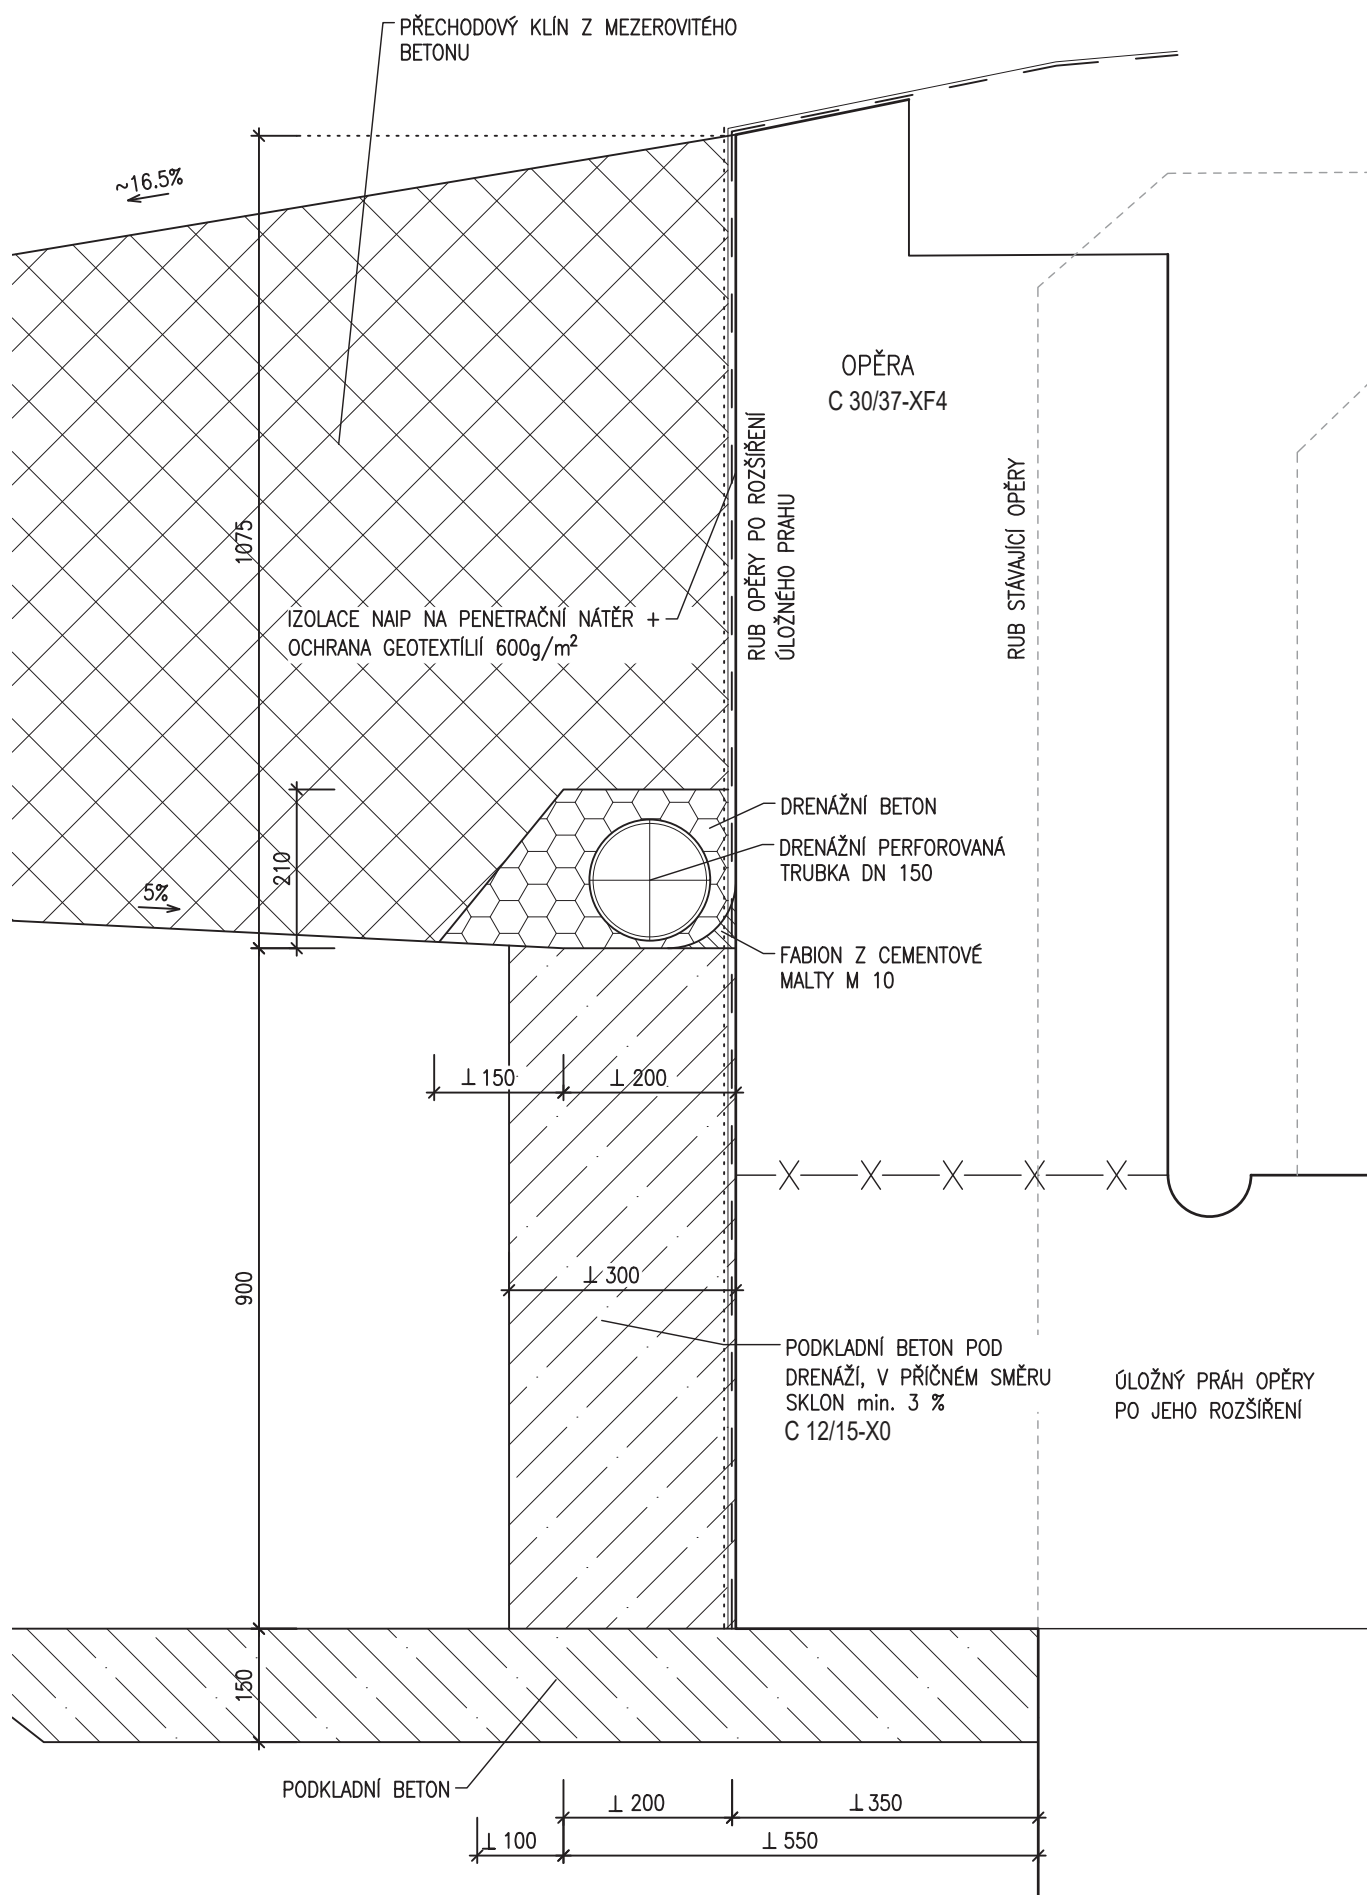 PŘECHODOVÝ KLÍN Z MEZEROVITÉHO
BETONU
~16.5%
OPĚRA
C 30/37-XF4
RUB OPĚRY PO ROZŠÍŘENÍ
ÚLOŽNÉHO PRAHU
RUB STÁVAJÍCÍ OPĚRY
1075
IZOLACE NAIP NA PENETRAČNÍ NÁTĚR +
OCHRANA GEOTEXTÍLIÍ 600g/m²
DRENÁŽNÍ BETON
DRENÁŽNÍ PERFOROVANÁ
TRUBKA DN 150
210
5%
FABION Z CEMENTOVÉ
MALTY M 10
⊥ 150
⊥ 200
900
⊥ 300
PODKLADNÍ BETON POD
DRENÁŽÍ, V PŘÍČNÉM SMĚRU
SKLON min. 3 %
C 12/15-X0
ÚLOŽNÝ PRÁH OPĚRY
PO JEHO ROZŠÍŘENÍ
150
PODKLADNÍ BETON
⊥ 200
⊥ 350
⊥ 100
⊥ 550